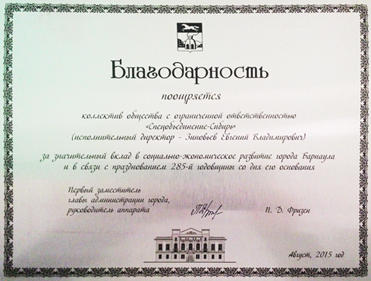 Благодарность
поощряется
коллектив общества с ограниченной ответственностью
«Спецобъединение-Сибирь»
(исполнительный директор - Зиновьев Евгений Владимирович)
за значительный вклад в социально-экономическое развитие города Барнаула
и в связи с празднованием 285-й годовщины со дня его основания
Первый заместитель
главы администрации города,
руководитель аппарата
П. Д. Фризен
Август, 2015 год